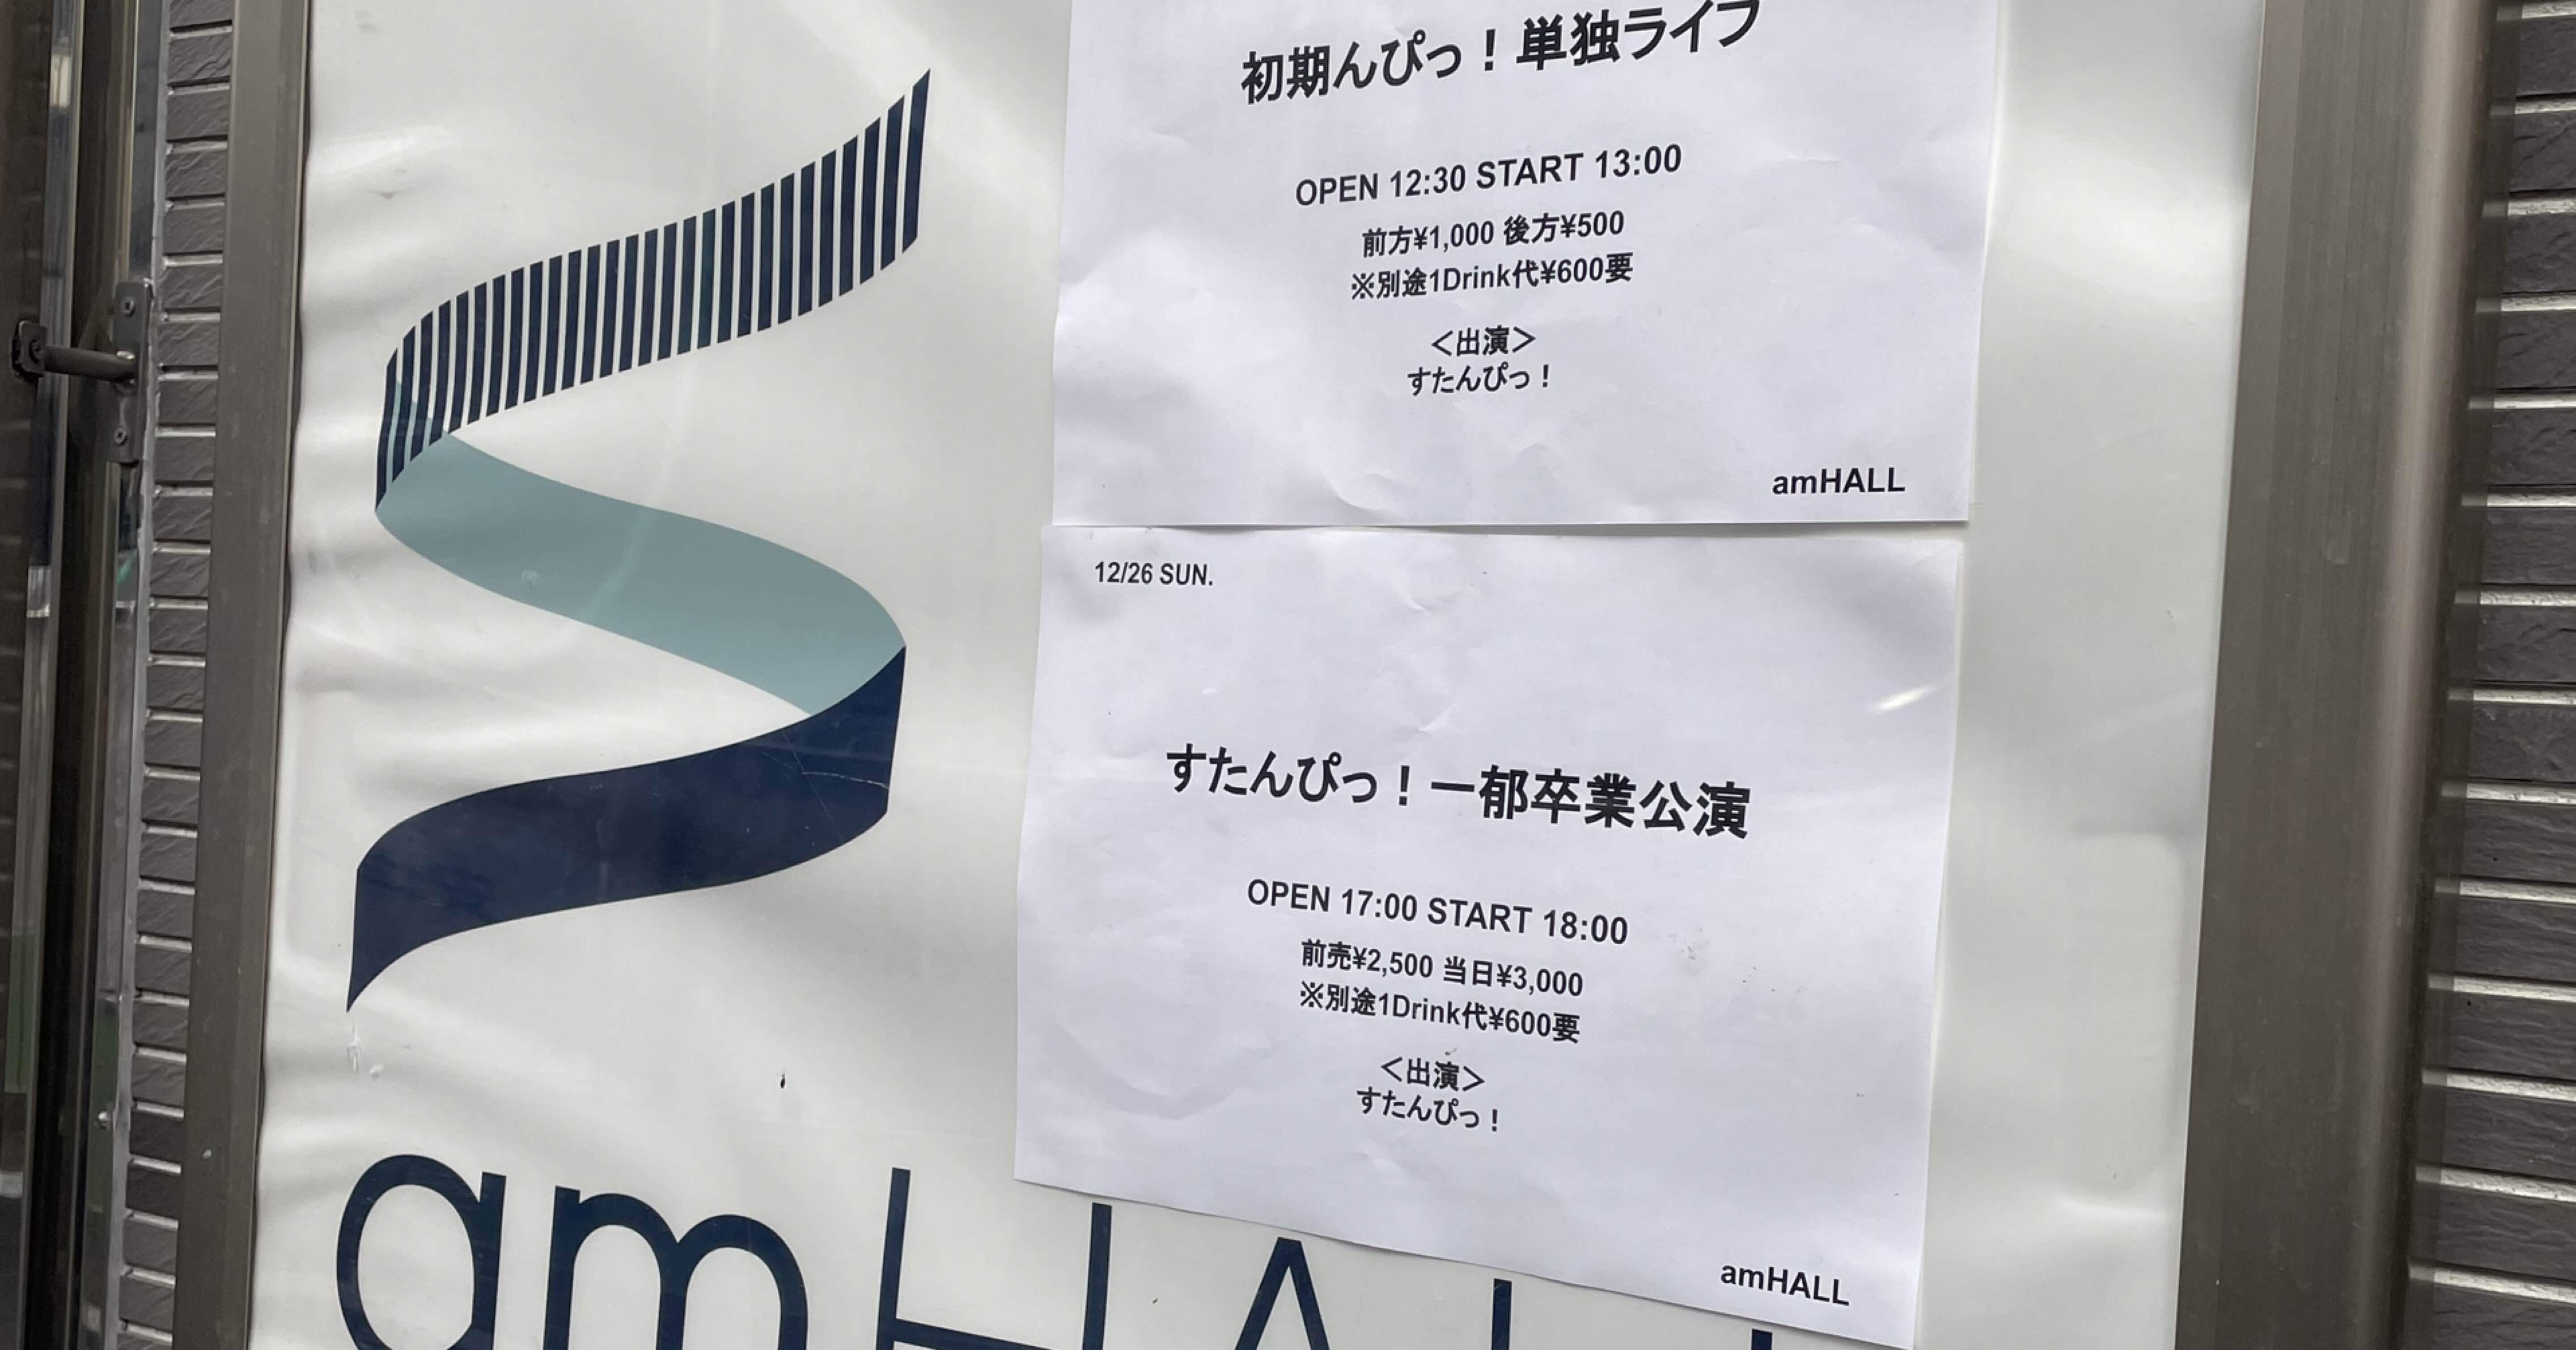 初期んぴっ！単独ライブ
OPEN 12:30 START 13:00
前方¥1,000 後方¥500
※別途1Drink代¥600要
＜出演＞
すたんぴっ！
amHALL
12/26 SUN.
すたんぴっ！一郁卒業公演
OPEN 17:00 START 18:00
前売¥2,500 当日¥3,000
※別途1Drink代¥600要
＜出演＞
すたんぴっ！
amHALL
amHALL